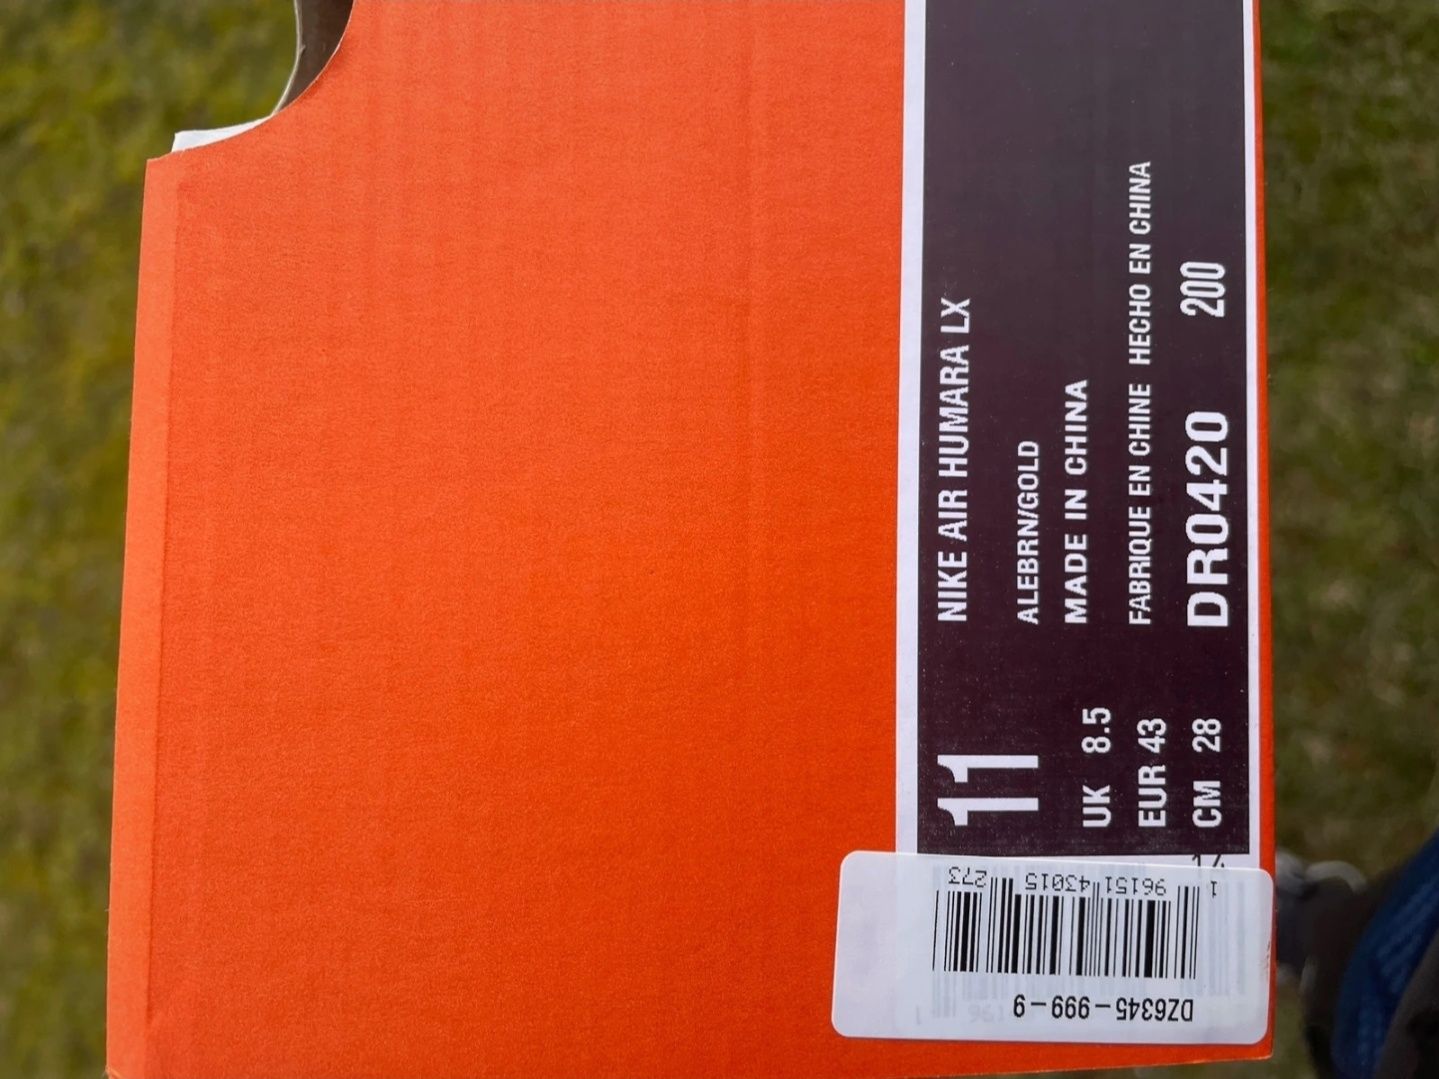 NIKE AIR HUMARA LX
ALEBRN/GOLD
MADE IN CHINA
FABRIQUE EN CHINE HECHO EN CHINA
DR0420 200
11
UK 8.5
EUR 43
CM 28
1 96151 43015 273
DZ6345-999-9